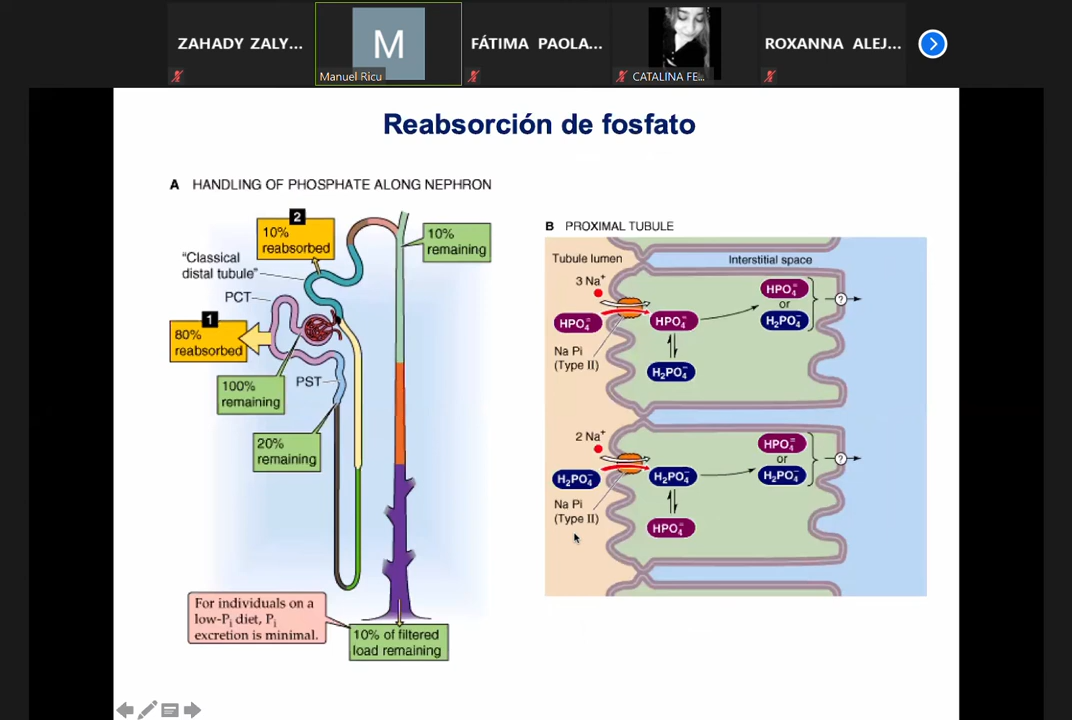 ZAHADY ZALY...
M
Manuel Ricu
FÁTIMA PAOLA...
CATALINA FE...
ROXANNA ALEJ...
Reabsorción de fosfato
A HANDLING OF PHOSPHATE ALONG NEPHRON
2
10%
reabsorbed
10%
remaining
"Classical
distal tubule"
PCT
1
80%
reabsorbed
100%
remaining
PST
20%
remaining
For individuals on a
low-Pi diet, Pi
excretion is minimal.
10% of filtered
load remaining
B PROXIMAL TUBULE
Tubule lumen
Interstitial space
3 Na⁺
HPO₄⁼
HPO₄⁼
HPO₄⁼
or
H₂PO₄⁻
?
Na Pi
(Type II)
H₂PO₄⁻
2 Na⁺
H₂PO₄⁻
H₂PO₄⁻
HPO₄⁼
or
H₂PO₄⁻
?
Na Pi
(Type II)
HPO₄⁼